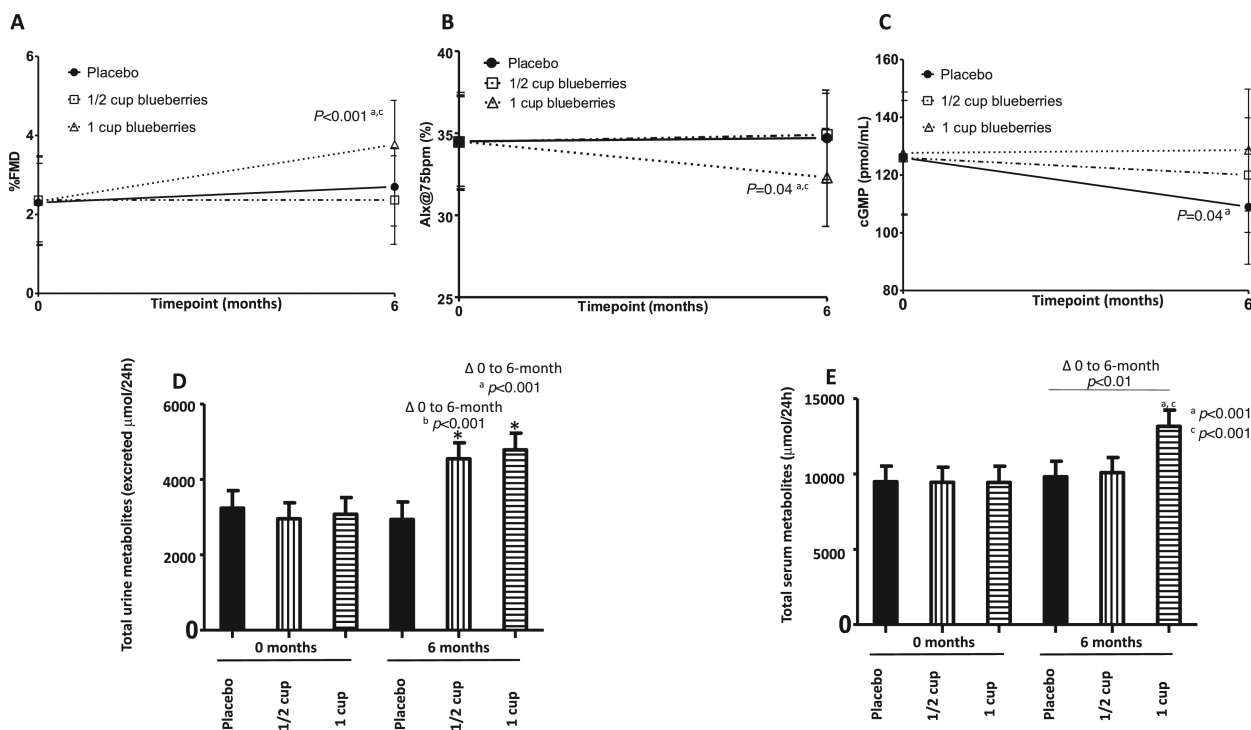 A
6
4
2
0
%FMD
Placebo
1/2 cup blueberries
1 cup blueberries
P<0.001 a,c
0
Timepoint (months)
6
B
40
35
30
25
AIx@75bpm (%)
Placebo
1/2 cup blueberries
1 cup blueberries
P=0.04 a,c
0
Timepoint (months)
6
C
160
140
120
100
80
cGMP (pmol/mL)
Placebo
1/2 cup blueberries
1 cup blueberries
P=0.04 a
0
Timepoint (months)
6
D
Total urine metabolites (excreted μmol/24h)
6000
4000
2000
0
Δ 0 to 6-month
a p<0.001
Δ 0 to 6-month
b p<0.001
*
*
0 months
6 months
Placebo
1/2 cup
1 cup
Placebo
1/2 cup
1 cup
E
Total serum metabolites (μmol/24h)
15000
10000
5000
0
Δ 0 to 6-month
p<0.01
a, c
a p<0.001
c p<0.001
0 months
6 months
Placebo
1/2 cup
1 cup
Placebo
1/2 cup
1 cup